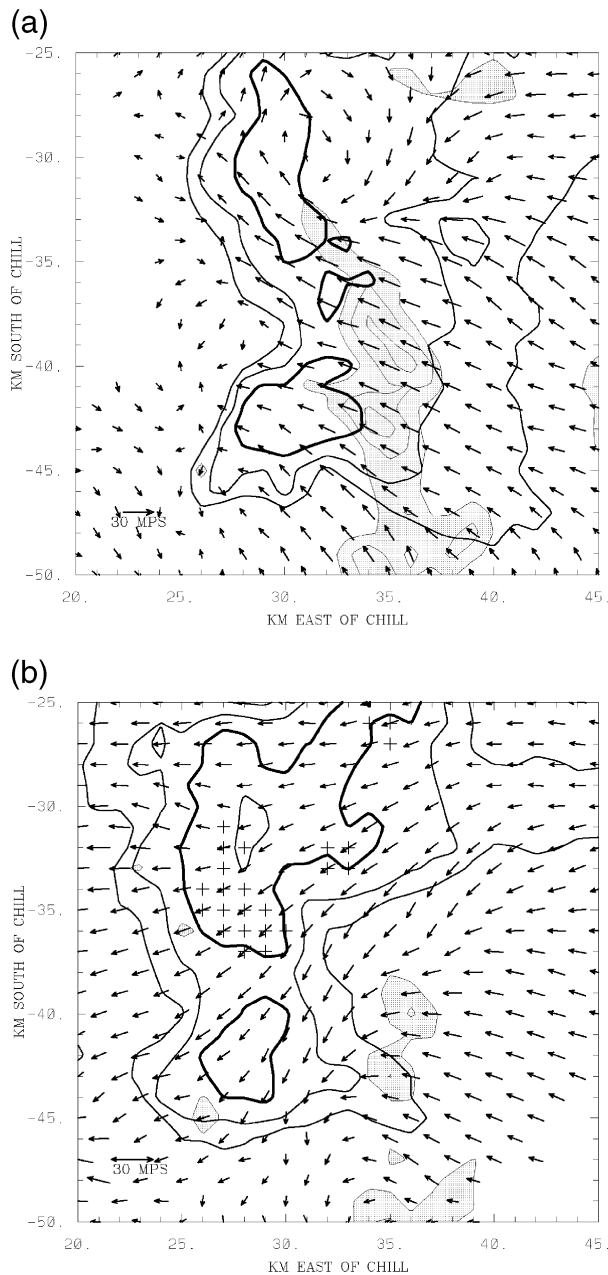 (a)
-25.
-30.
-35.
-40.
-45.
-50.
KM SOUTH OF CHILL
30 MPS
20. 25. 30. 35. 40. 45.
KM EAST OF CHILL
(b)
-25.
-30.
-35.
-40.
-45.
-50.
KM SOUTH OF CHILL
30 MPS
20. 25. 30. 35. 40. 45.
KM EAST OF CHILL